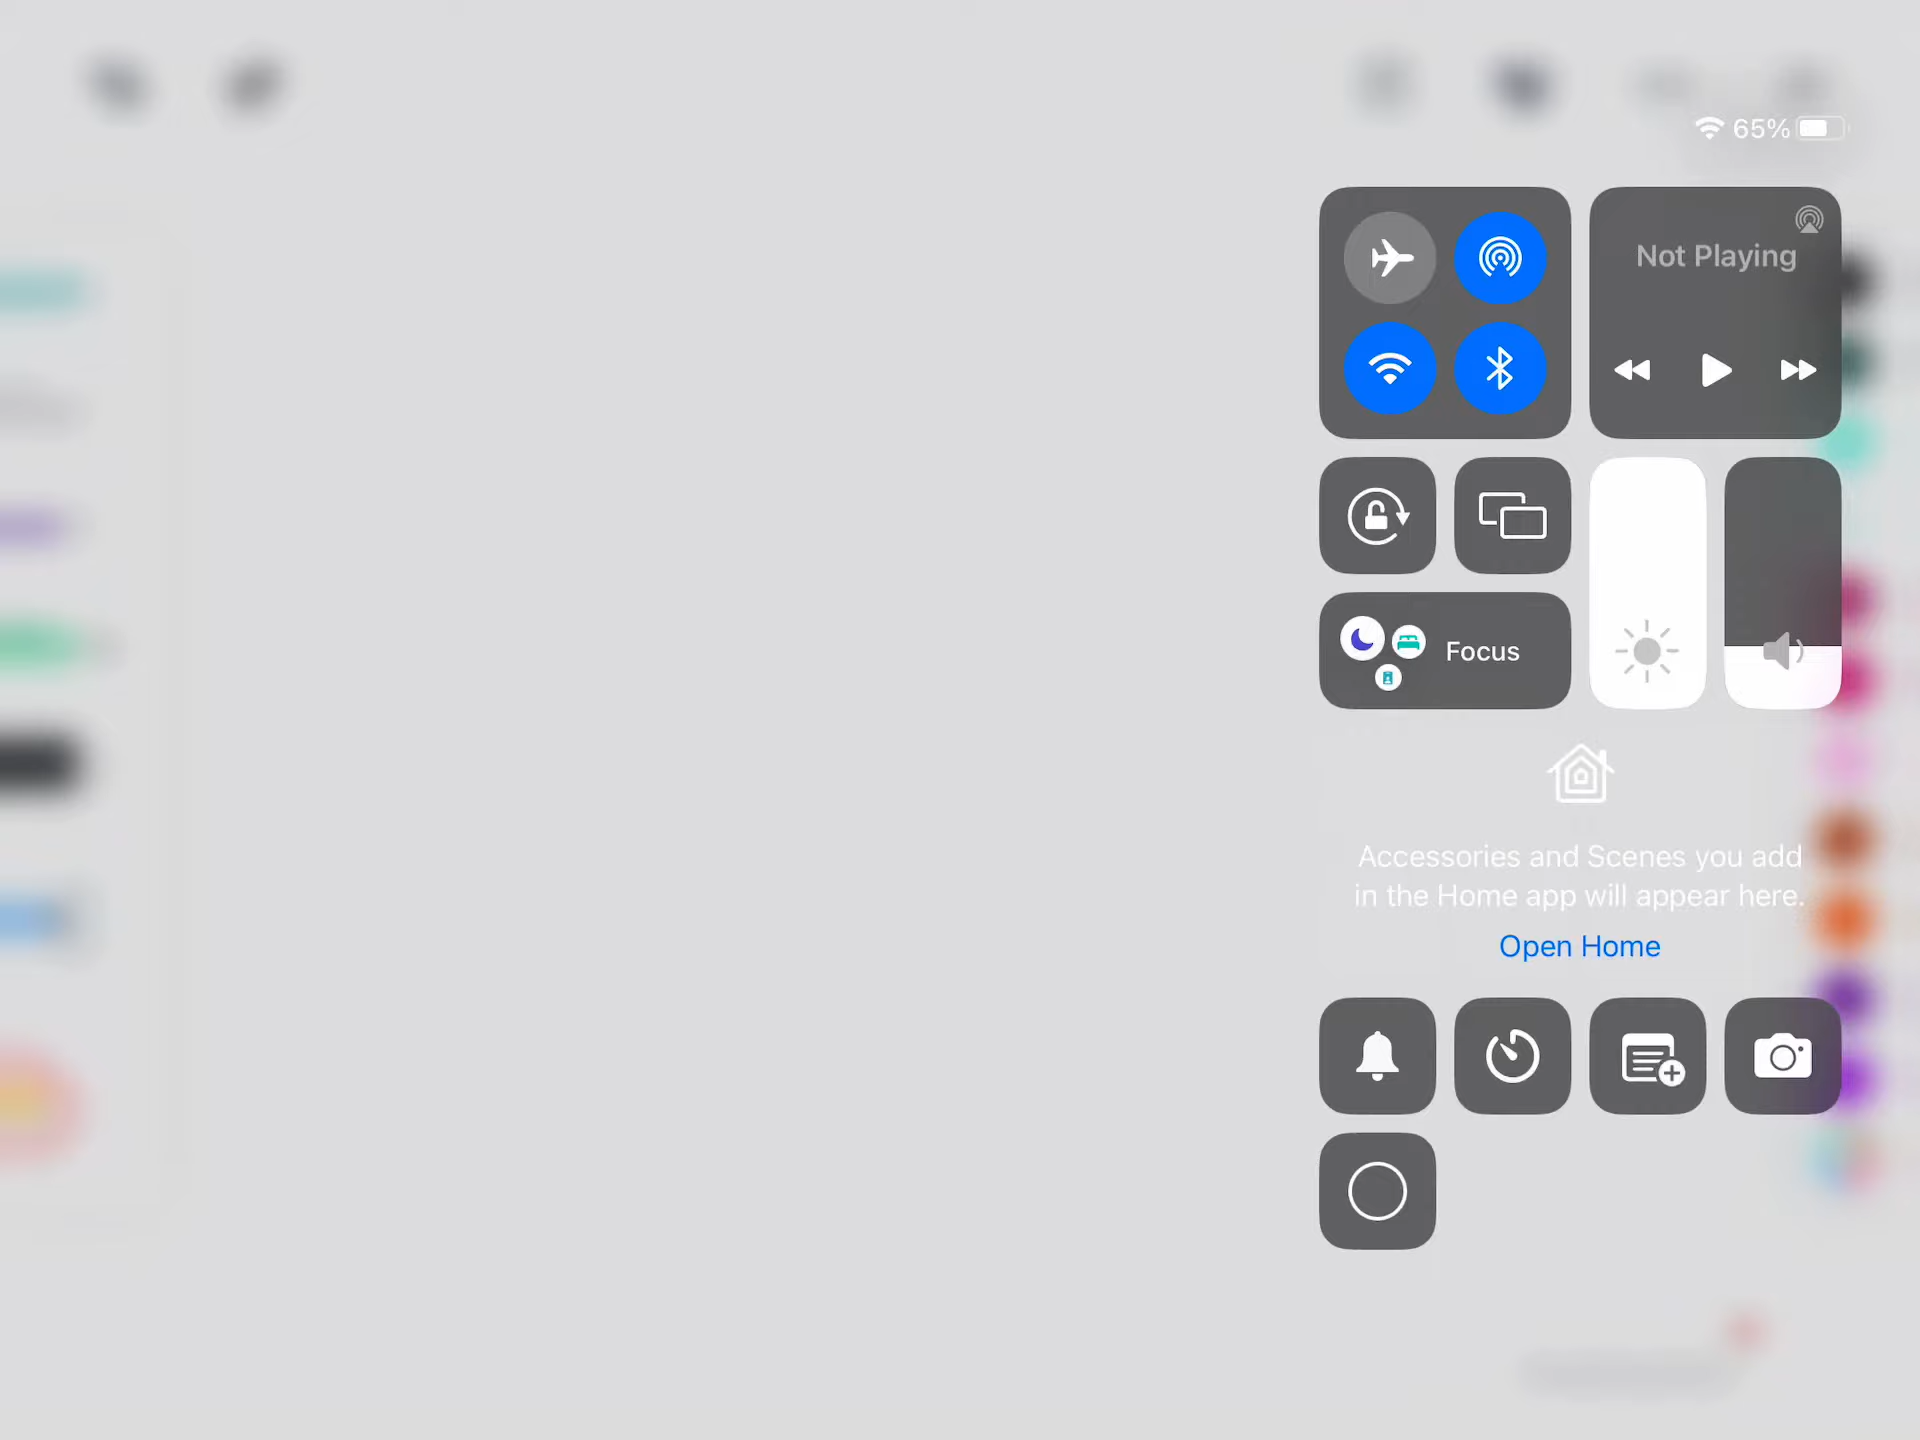 65%
Not Playing
Focus
Accessories and Scenes you add
in the Home app will appear here.
Open Home